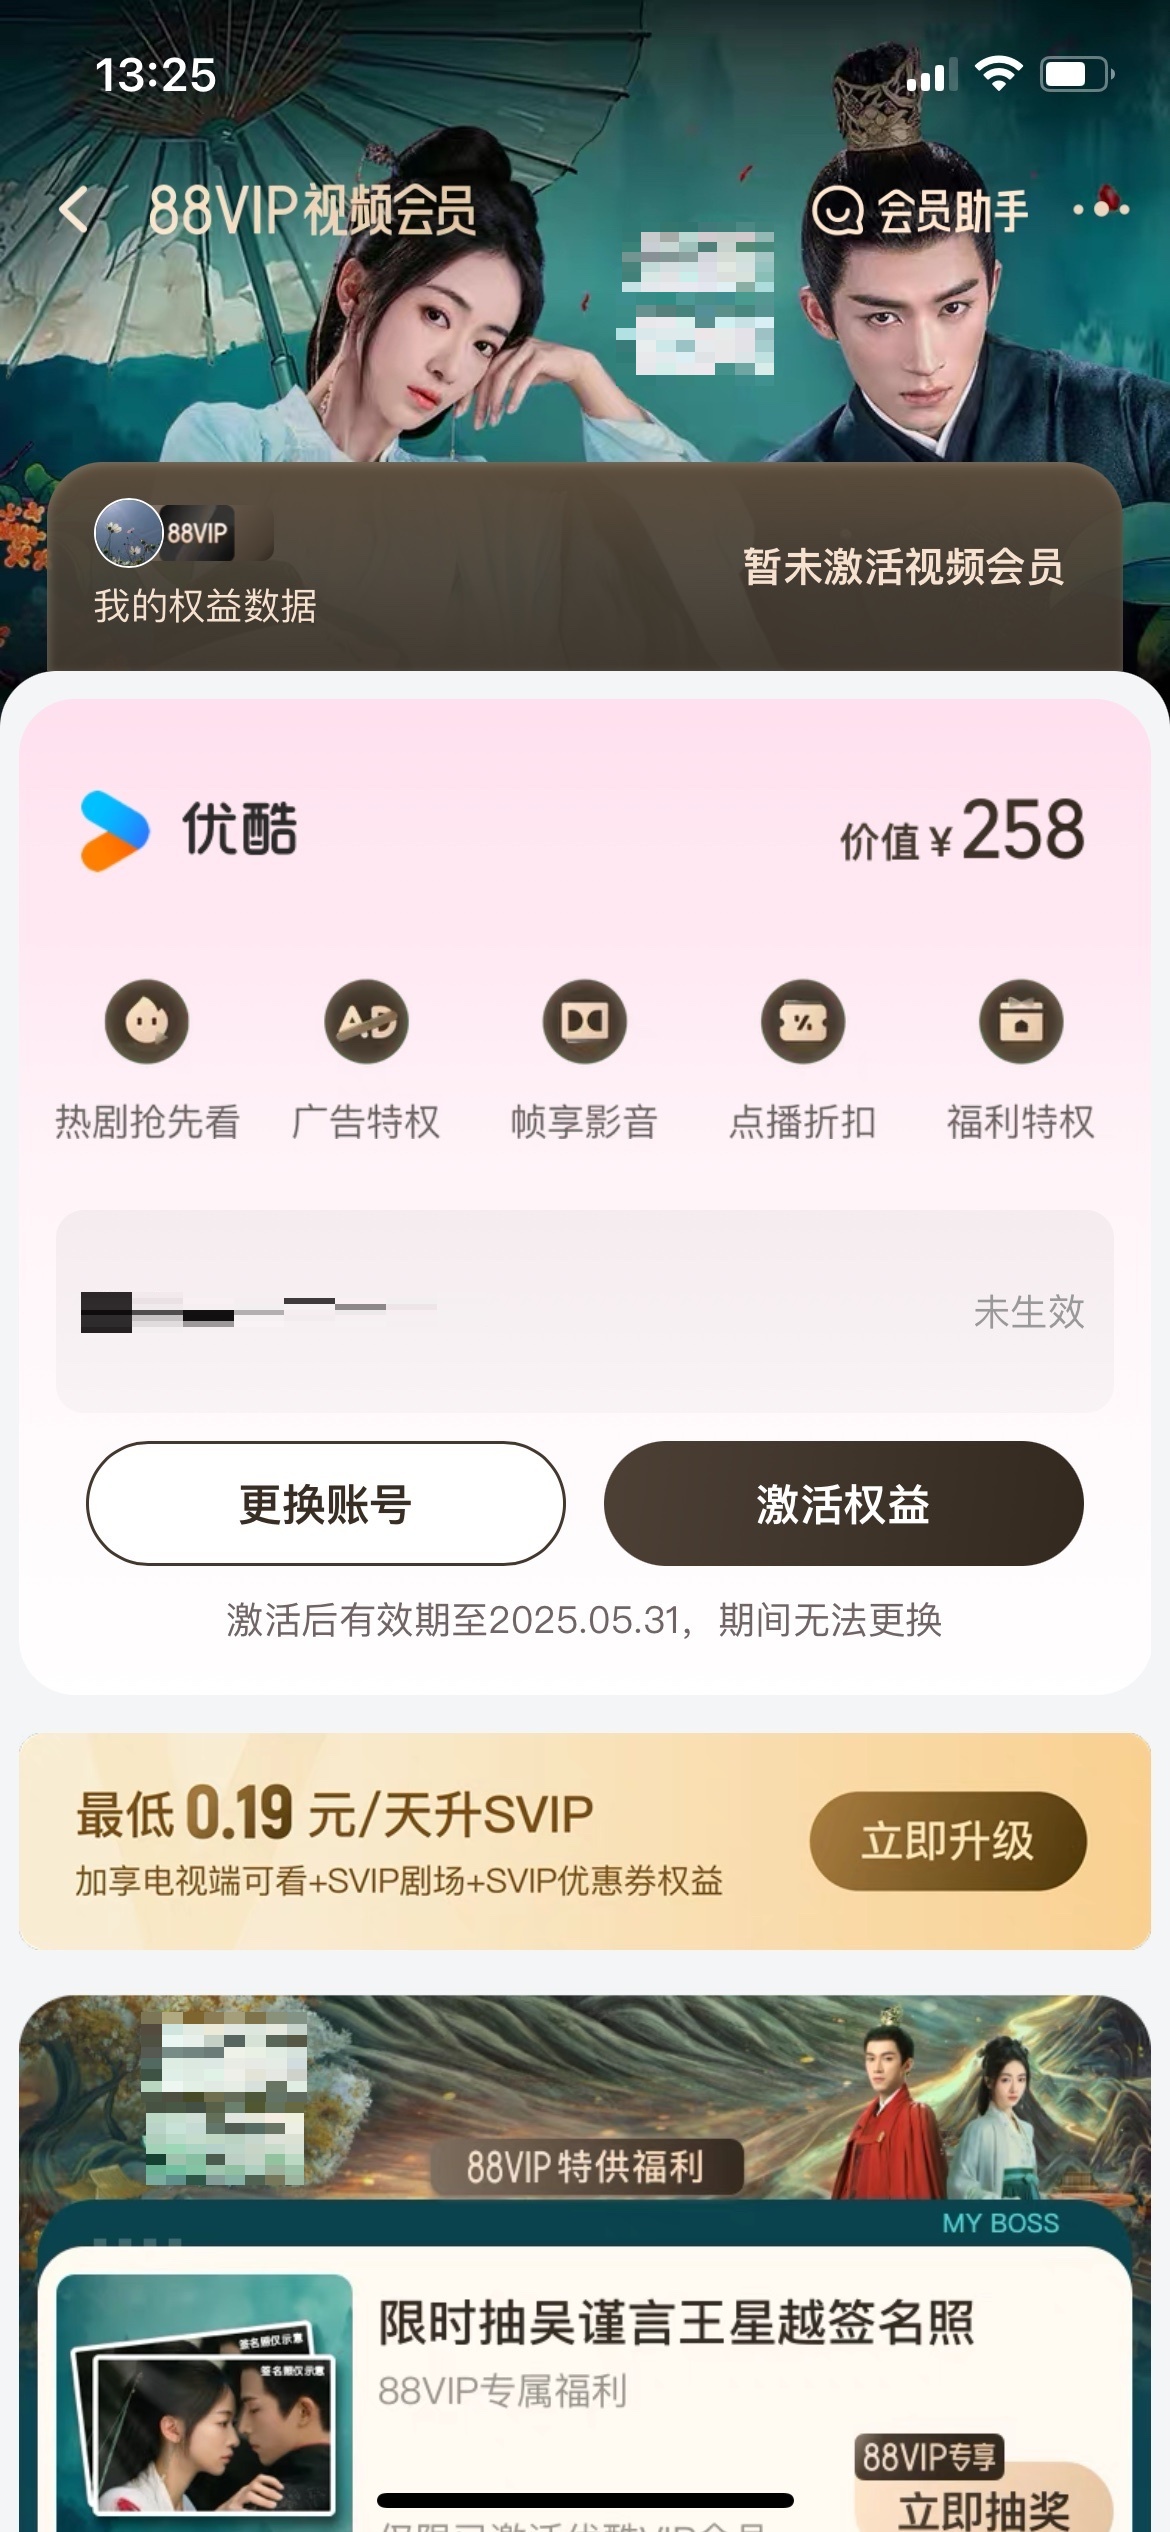 13:25
88VIP视频会员
会员助手
88VIP
我的权益数据
暂未激活视频会员
优酷
价值¥258
热剧抢先看
AD
广告特权
帧享影音
点播折扣
福利特权
未生效
更换账号
激活权益
激活后有效期至2025.05.31，期间无法更换
最低0.19元/天升SVIP
加享电视端可看+SVIP剧场+SVIP优惠券权益
立即升级
88VIP特供福利
MY BOSS
签名照仅示意
签名照仅示意
限时抽吴谨言王星越签名照
88VIP专属福利
88VIP专享
立即抽奖